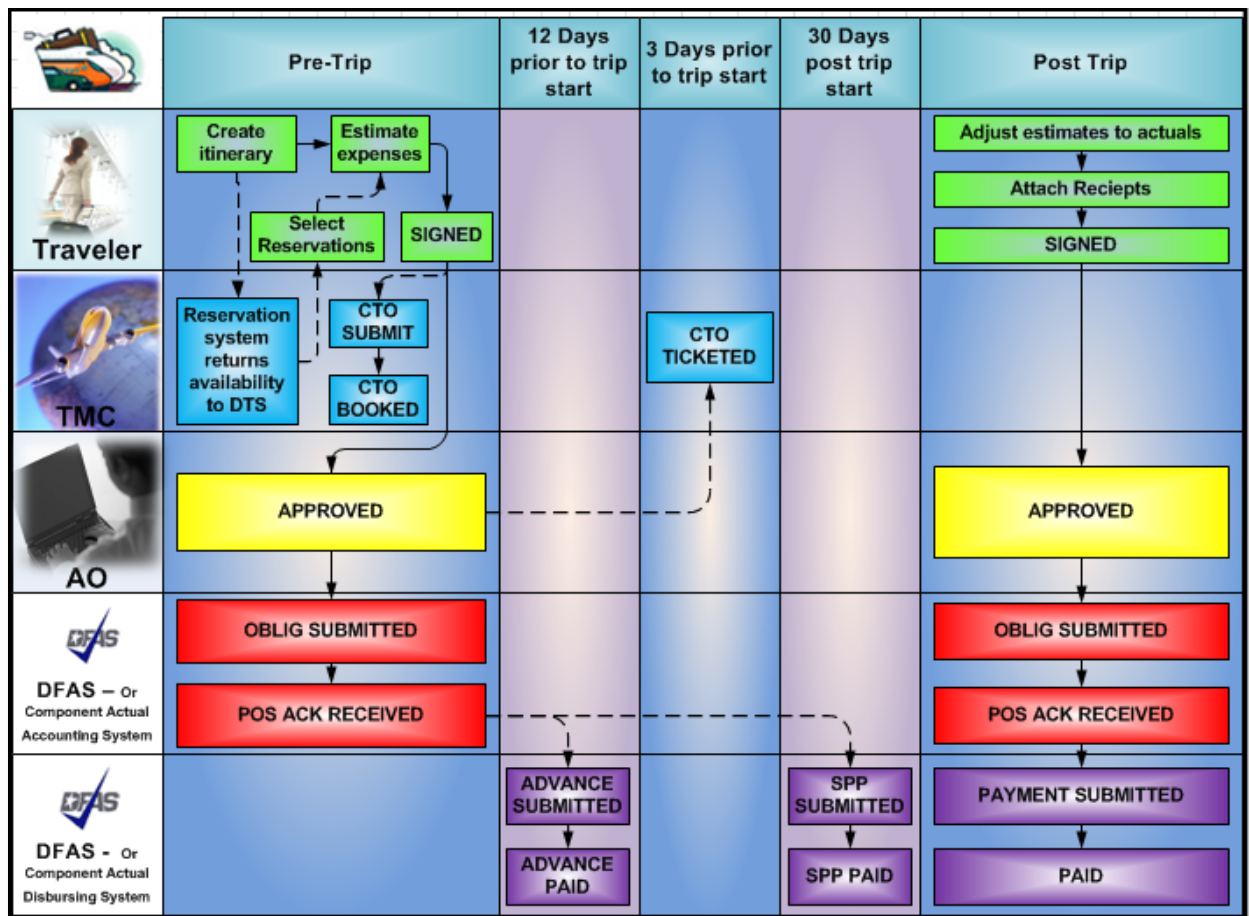 Pre-Trip
12 Days
prior to trip
start
3 Days prior
to trip start
30 Days
post trip
start
Post Trip
Traveler
Create
itinerary
Estimate
expenses
Select
Reservations
SIGNED
Adjust estimates to actuals
Attach Reciepts
SIGNED
TMC
Reservation
system
returns
availability
to DTS
CTO
SUBMIT
CTO
BOOKED
CTO
TICKETED
AO
APPROVED
APPROVED
DFAS
DFAS – Or
Component Actual
Accounting System
OBLIG SUBMITTED
POS ACK RECEIVED
OBLIG SUBMITTED
POS ACK RECEIVED
DFAS
DFAS - Or
Component Actual
Disbursing System
ADVANCE
SUBMITTED
ADVANCE
PAID
SPP
SUBMITTED
SPP PAID
PAYMENT SUBMITTED
PAID